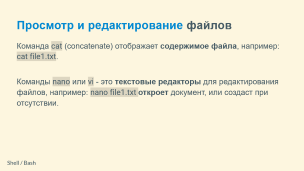 Просмотр и редактирование файлов
Команда cat (concatenate) отображает содержимое файла, например:
cat file1.txt.
Команды nano или vi - это текстовые редакторы для редактирования
файлов, например: nano file1.txt откроет документ, или создаст при
отсутствии.
Shell / Bash